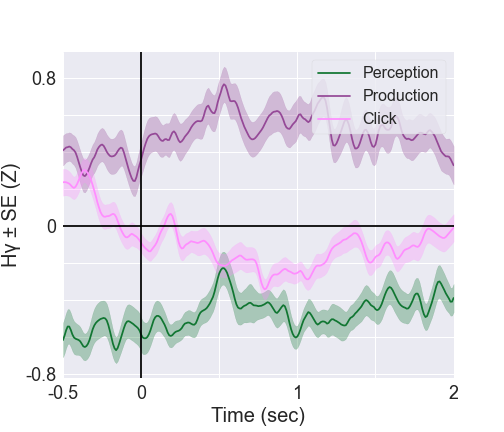 Perception
Production
Click
0.8
0
-0.8
Hγ ± SE (Z)
-0.5 0 1 2
Time (sec)